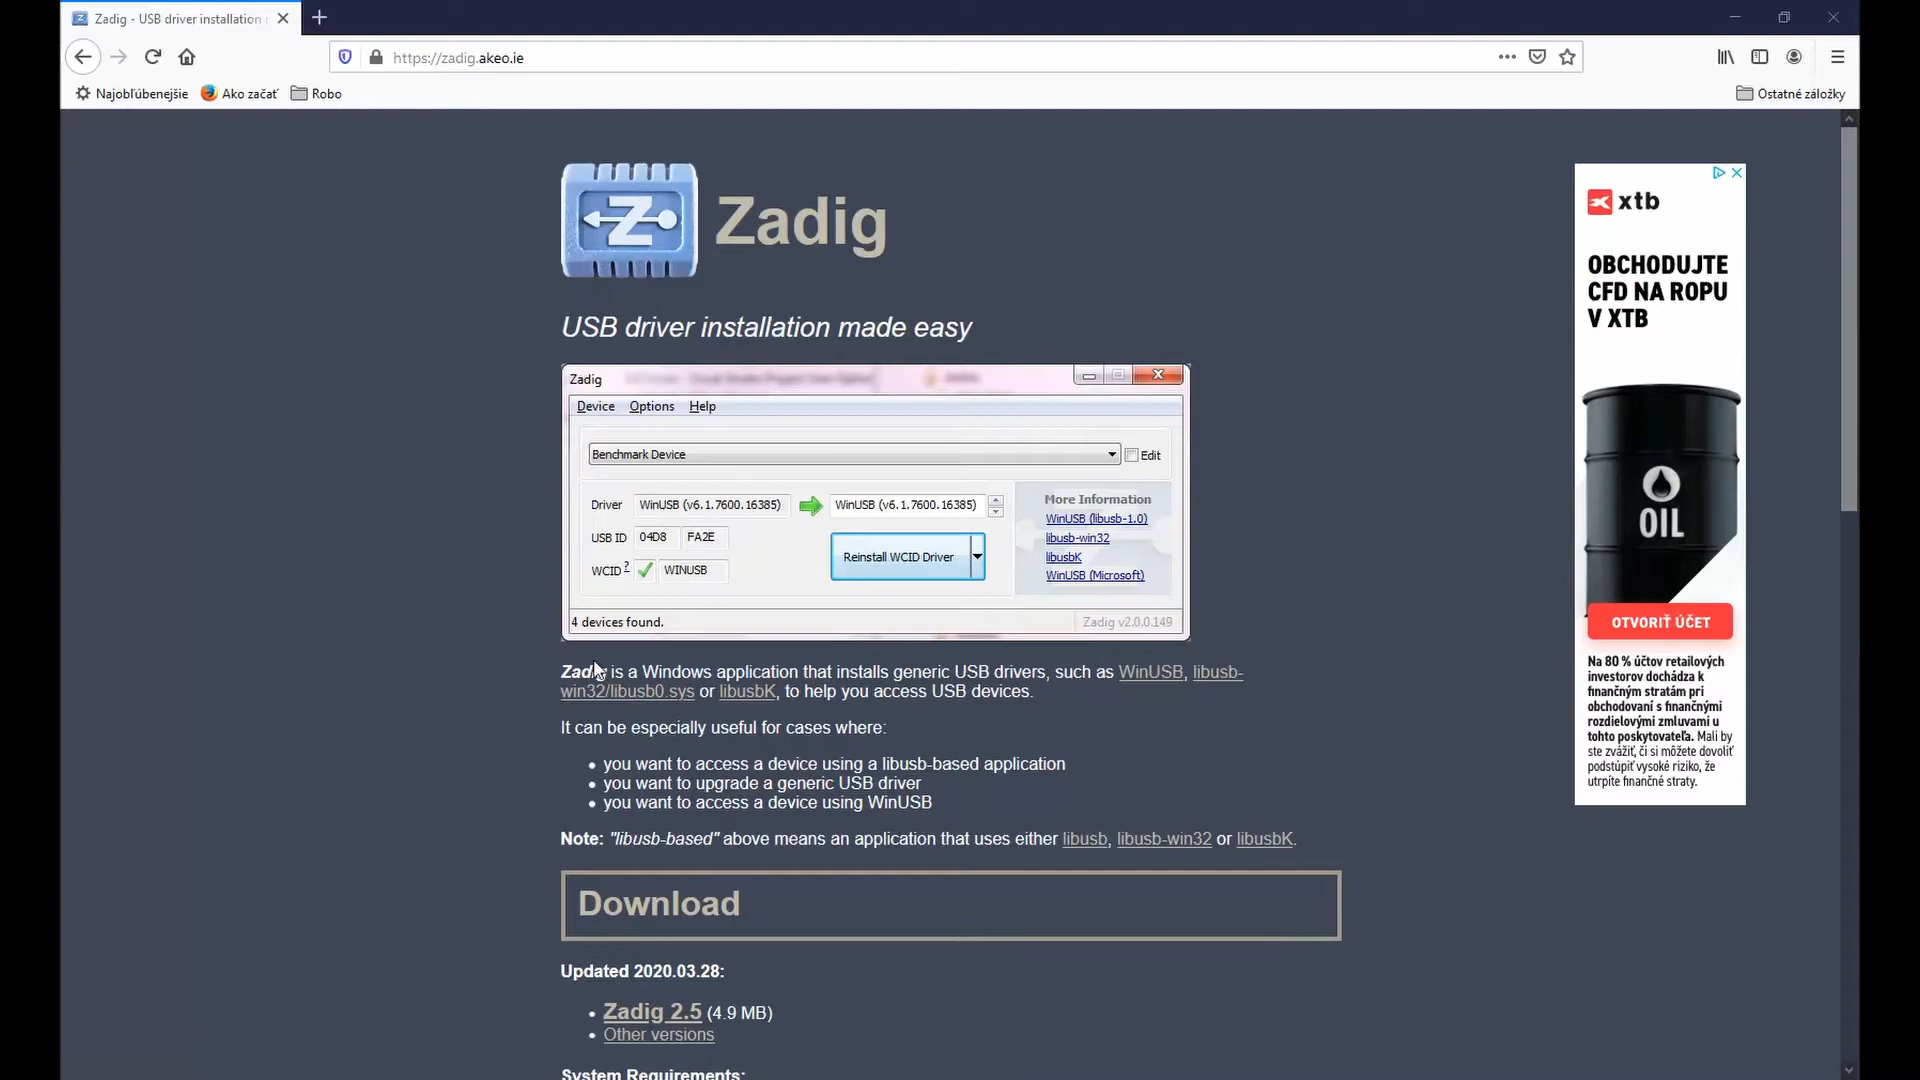 Zadig - USB driver installation
https://zadig.akeo.ie
Najobľúbenejšie
Ako začať
Robo
Ostatné záložky
Zadig
USB driver installation made easy
Zadig
Device Options Help
Benchmark Device
Edit
Driver WinUSB (v6.1.7600.16385) WinUSB (v6.1.7600.16385)
USB ID 04D8 FA2E
WCID ? WINUSB
Reinstall WCID Driver
More Information
WinUSB (libusb-1.0)
libusb-win32
libusbK
WinUSB (Microsoft)
4 devices found.
Zadig v2.0.0.149
Zadig is a Windows application that installs generic USB drivers, such as WinUSB, libusb-
win32/libusb0.sys or libusbK, to help you access USB devices.
It can be especially useful for cases where:
• you want to access a device using a libusb-based application
• you want to upgrade a generic USB driver
• you want to access a device using WinUSB
Note: "libusb-based" above means an application that uses either libusb, libusb-win32 or libusbK.
Download
Updated 2020.03.28:
• Zadig 2.5 (4.9 MB)
• Other versions
System Requirements:
xtb
OBCHODUJTE
CFD NA ROPU
V XTB
OIL
OTVORIŤ ÚČET
Na 80 % účtov retailových
investorov dochádza k
finančným stratám pri
obchodovaní s finančnými
rozdielovými zmluvami u
tohto poskytovateľa. Mali by
ste zvážiť, či si môžete dovoliť
podstúpiť vysoké riziko, že
utrpíte finančné straty.